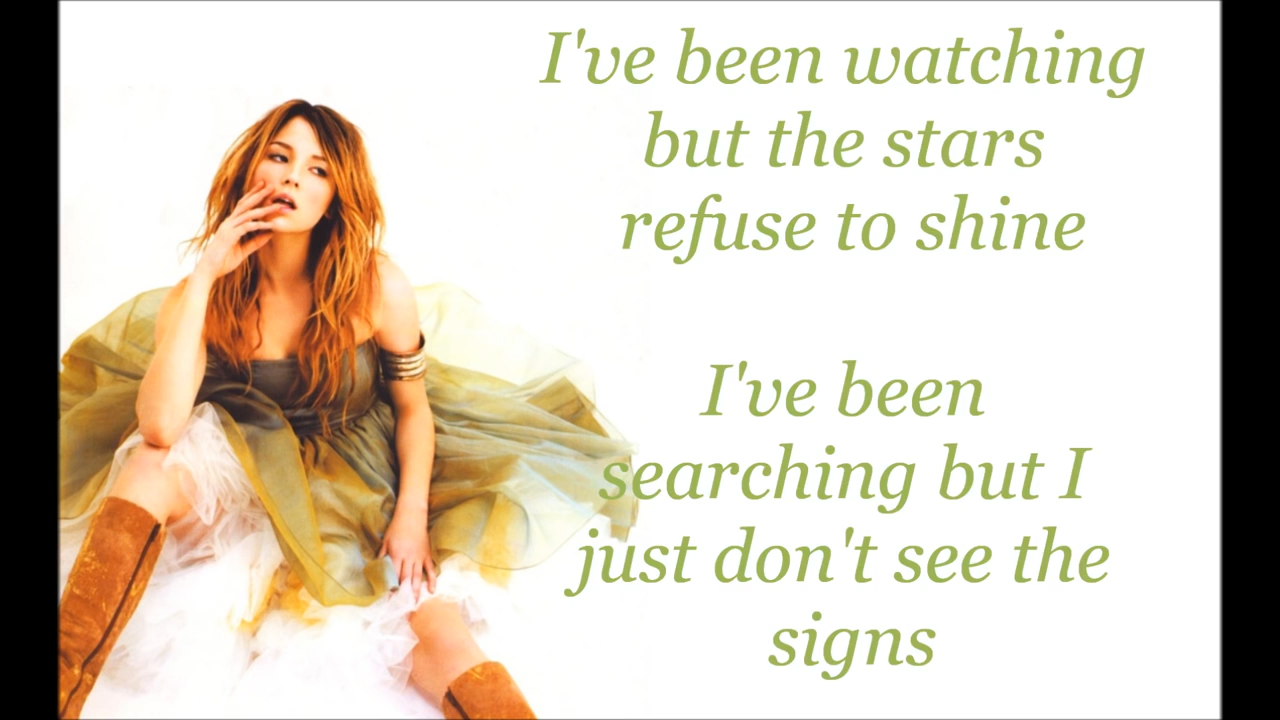 I've been watching
but the stars
refuse to shine
I've been
searching but I
just don't see the
signs